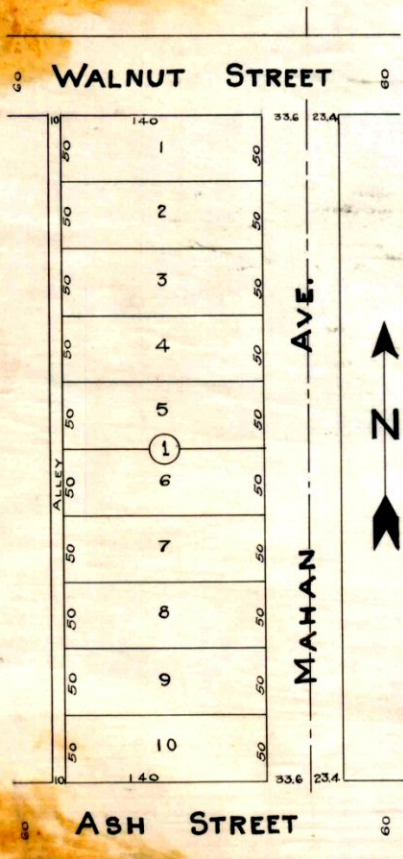 60 WALNUT STREET 60
10 140 33.6 23.4
50 1 50
50 2 50
50 3 50
50 4 50
50 5 50
1
50 6 50
50 7 50
50 8 50
50 9 50
50 10 50
10 140 33.6 23.4
ALLEY
MAHAN AVE.
N
60 ASH STREET 60